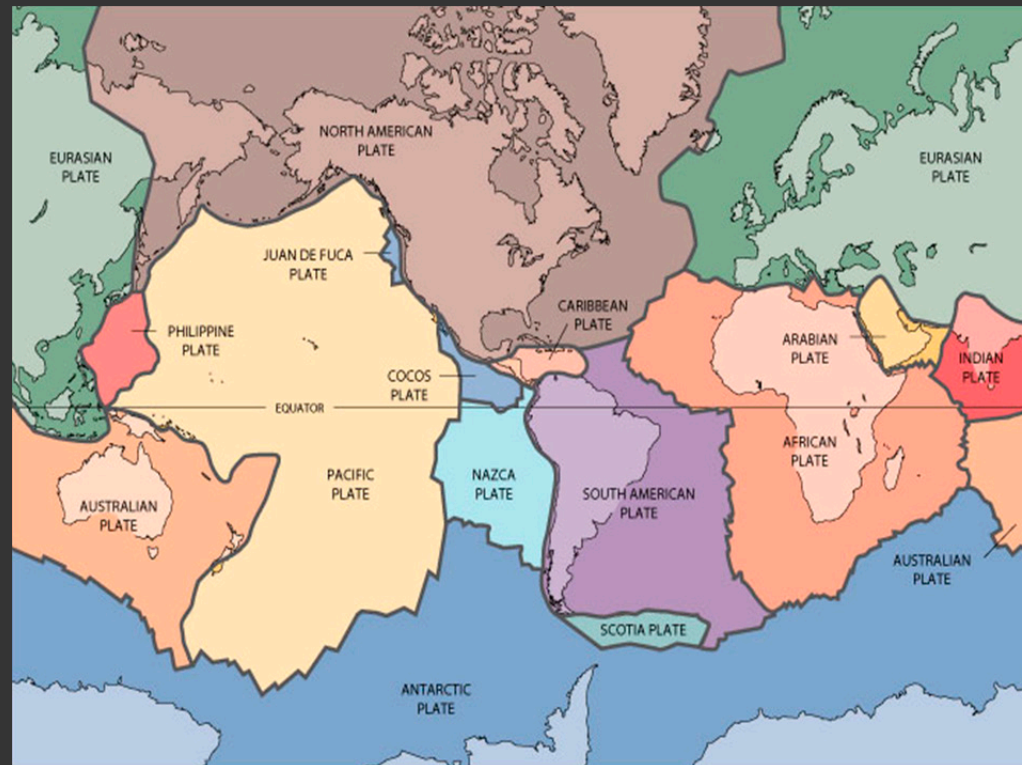 NORTH AMERICAN
PLATE
EURASIAN
PLATE
EURASIAN
PLATE
JUAN DE FUCA
PLATE
CARIBBEAN
PLATE
PHILIPPINE
PLATE
ARABIAN
PLATE
INDIAN
PLATE
COCOS
PLATE
EQUATOR
AFRICAN
PLATE
PACIFIC
PLATE
NAZCA
PLATE
SOUTH AMERICAN
PLATE
AUSTRALIAN
PLATE
AUSTRALIAN
PLATE
SCOTIA PLATE
ANTARCTIC
PLATE